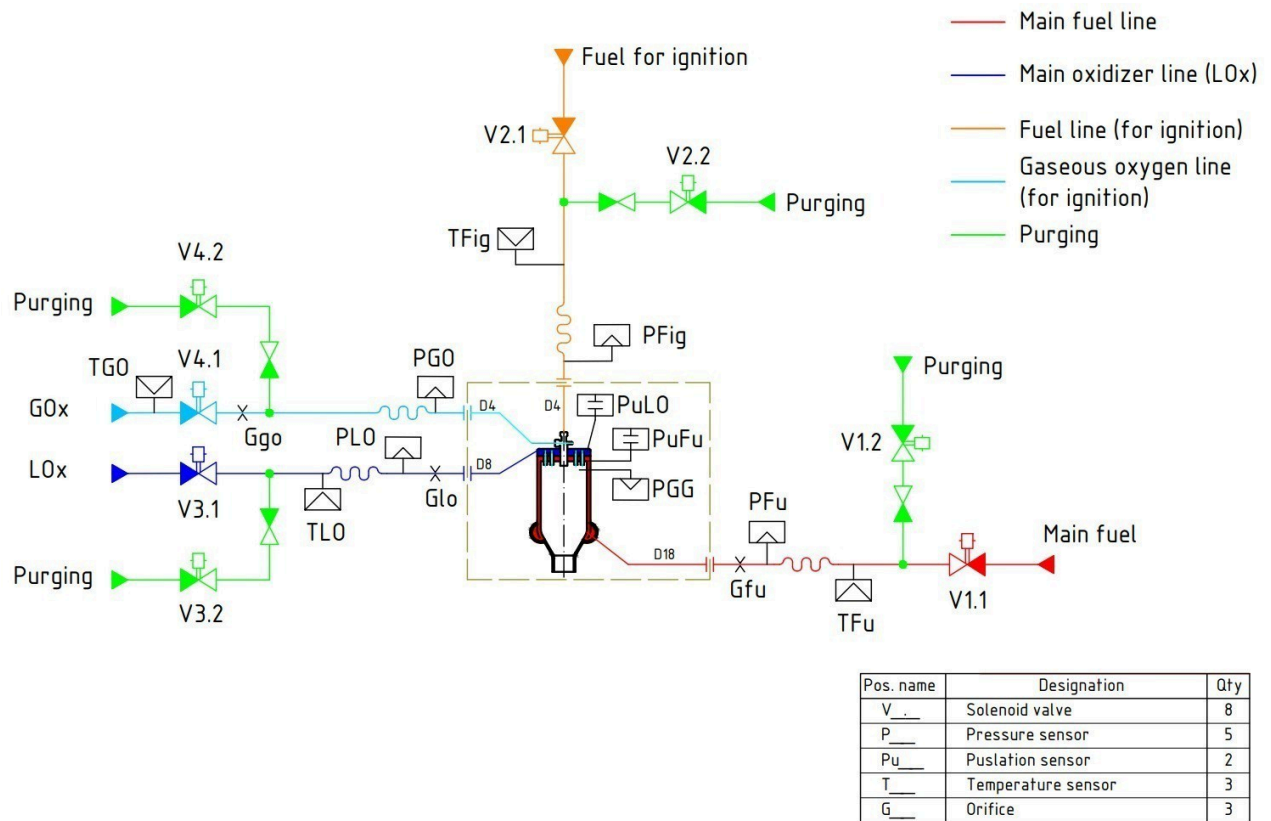 Main fuel line
Main oxidizer line (LOx)
Fuel line (for ignition)
Gaseous oxygen line
(for ignition)
Purging
Fuel for ignition
V2.1
V2.2
Purging
TFig
V4.2
Purging
PFig
TGO
V4.1
PGO
GOx
Ggo
D4
D4
PuLO
PuFu
PGG
Purging
V1.2
PLO
LOx
V3.1
TLO
Glo
D8
PFu
Main fuel
D18
Gfu
TFu
V1.1
Purging
V3.2
Pos. name Designation Qty
V_._ Solenoid valve 8
P__ Pressure sensor 5
Pu__ Puslation sensor 2
T__ Temperature sensor 3
G__ Orifice 3